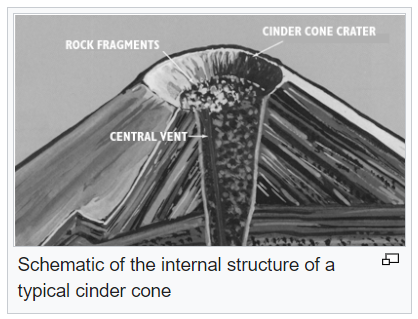 CINDER CONE CRATER
ROCK FRAGMENTS
CENTRAL VENT
Schematic of the internal structure of a
typical cinder cone